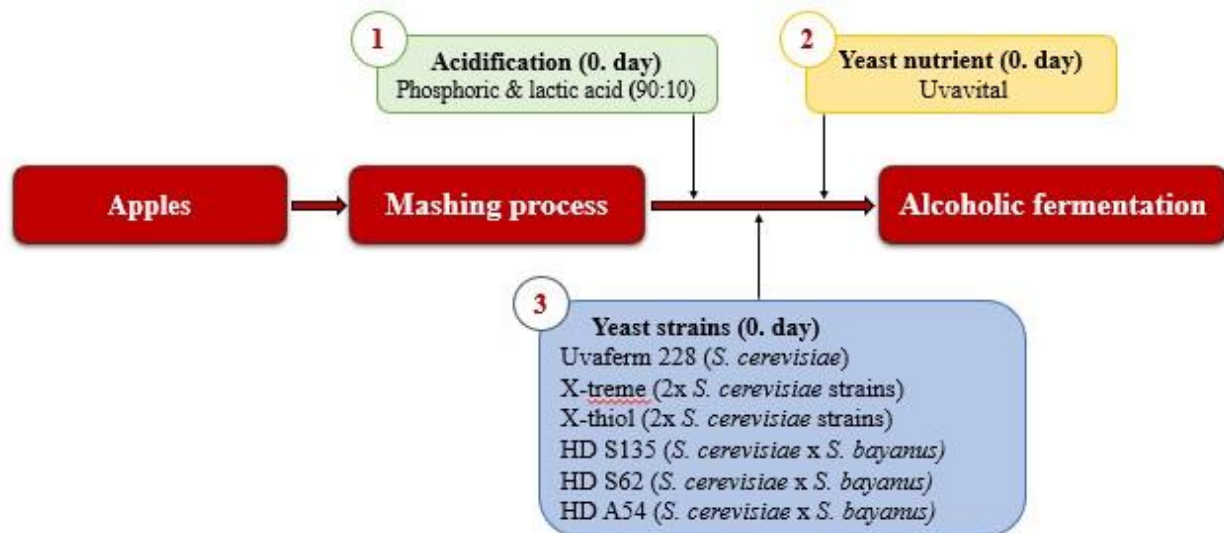 1
Acidification (0. day)
Phosphoric & lactic acid (90:10)
2
Yeast nutrient (0. day)
Uvavital
Apples
Mashing process
Alcoholic fermentation
3
Yeast strains (0. day)
Uvaferm 228 (S. cerevisiae)
X-treme (2x S. cerevisiae strains)
X-thiol (2x S. cerevisiae strains)
HD S135 (S. cerevisiae x S. bayanus)
HD S62 (S. cerevisiae x S. bayanus)
HD A54 (S. cerevisiae x S. bayanus)